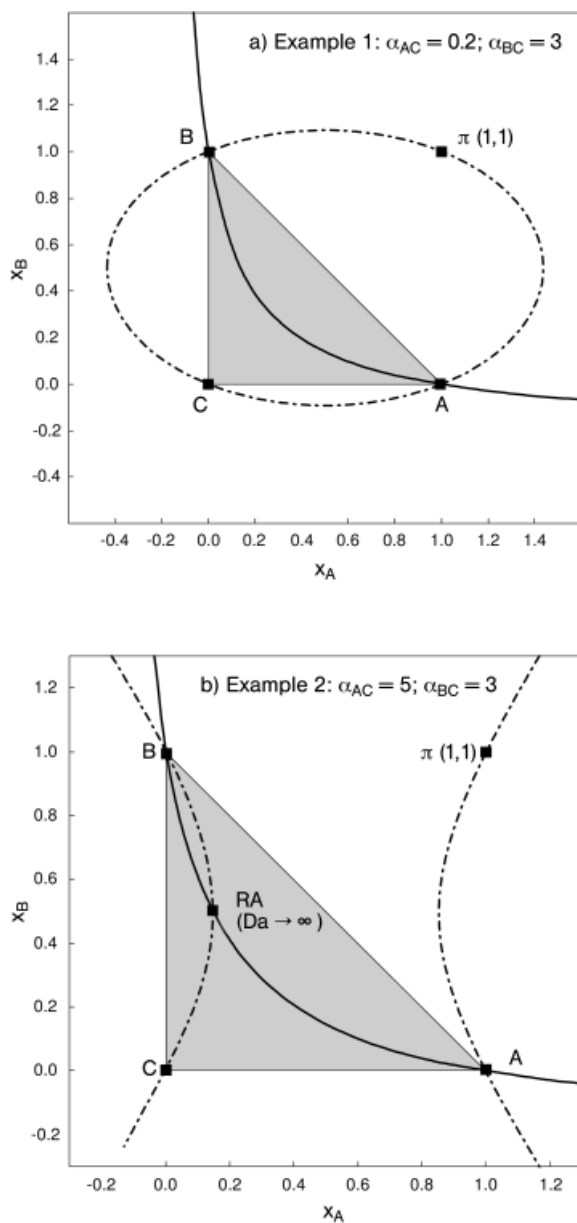 a) Example 1: αAC = 0.2; αBC = 3
1.4
1.2
B
π (1,1)
1.0
0.8
0.6
xB
0.4
0.2
0.0
C
A
-0.2
-0.4
-0.4 -0.2 0.0 0.2 0.4 0.6 0.8 1.0 1.2 1.4
xA
b) Example 2: αAC = 5; αBC = 3
1.2
B
π (1,1)
1.0
0.8
0.6
RA
xB
(Da → ∞ )
0.4
0.2
0.0
C
A
-0.2
-0.2 0.0 0.2 0.4 0.6 0.8 1.0 1.2
xA